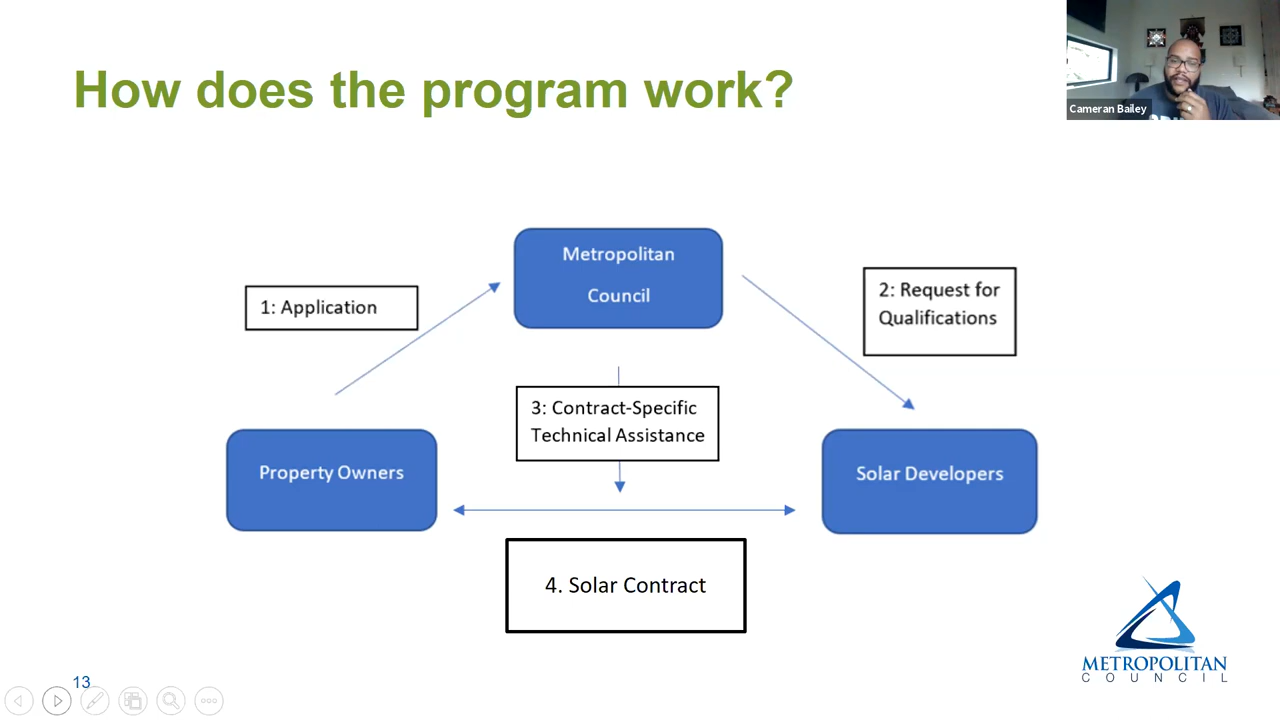 How does the program work?
Cameran Bailey
Metropolitan
Council
1: Application
2: Request for
Qualifications
3: Contract-Specific
Technical Assistance
Property Owners
Solar Developers
4. Solar Contract
METROPOLITAN
COUNCIL
13